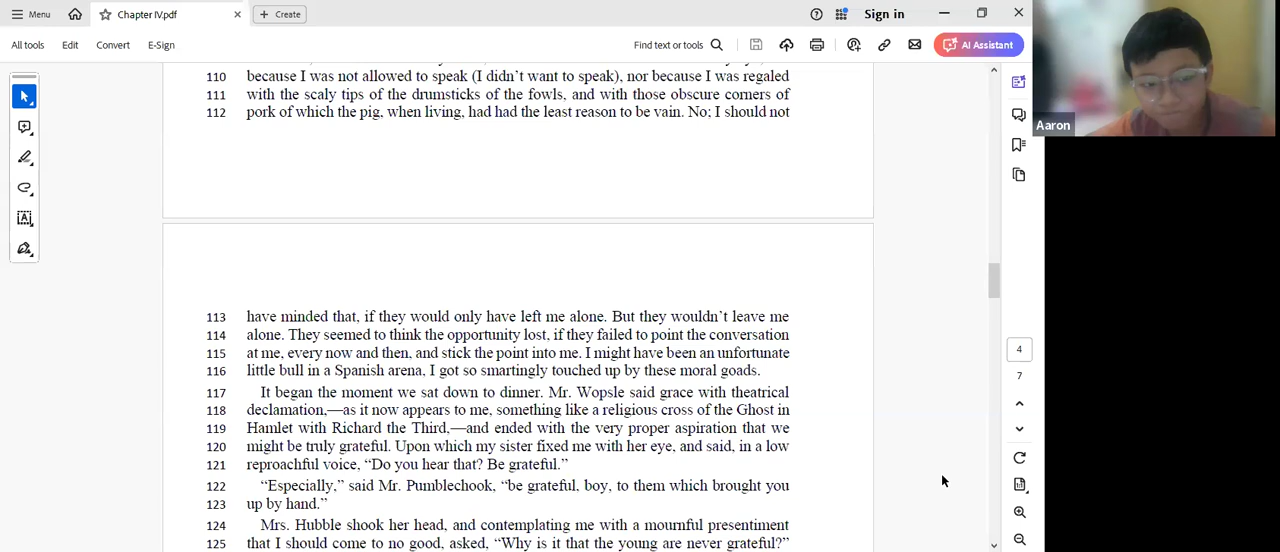 Menu
Chapter IV.pdf
Create
Sign in
All tools
Edit
Convert
E-Sign
Find text or tools
AI Assistant
110 because I was not allowed to speak (I didn’t want to speak), nor because I was regaled
111 with the scaly tips of the drumsticks of the fowls, and with those obscure corners of
112 pork of which the pig, when living, had had the least reason to be vain. No; I should not
113 have minded that, if they would only have left me alone. But they wouldn’t leave me
114 alone. They seemed to think the opportunity lost, if they failed to point the conversation
115 at me, every now and then, and stick the point into me. I might have been an unfortunate
116 little bull in a Spanish arena, I got so smartingly touched up by these moral goads.
117 It began the moment we sat down to dinner. Mr. Wopsle said grace with theatrical
118 declamation,—as it now appears to me, something like a religious cross of the Ghost in
119 Hamlet with Richard the Third,—and ended with the very proper aspiration that we
120 might be truly grateful. Upon which my sister fixed me with her eye, and said, in a low
121 reproachful voice, “Do you hear that? Be grateful.”
122 “Especially,” said Mr. Pumblechook, “be grateful, boy, to them which brought you
123 up by hand.”
124 Mrs. Hubble shook her head, and contemplating me with a mournful presentiment
125 that I should come to no good, asked, “Why is it that the young are never grateful?”
4
7
Aaron